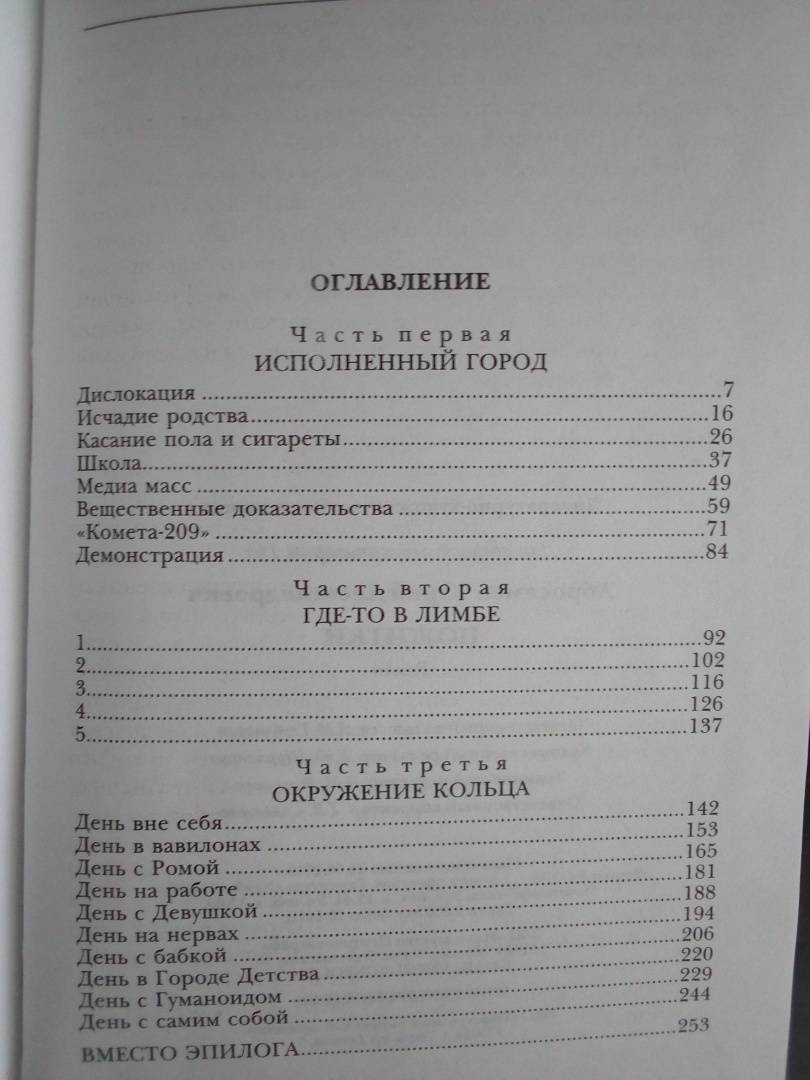 ОГЛАВЛЕНИЕ
Часть первая
ИСПОЛНЕННЫЙ ГОРОД
Дислокация ........ 7
Исчадие родства........ 16
Касание пола и сигареты........ 26
Школа........ 37
Медиа масс ........ 49
Вещественные доказательства ........ 59
«Комета-209» ........ 71
Демонстрация ........ 84
Часть вторая
ГДЕ-ТО В ЛИМБЕ
1........ 92
2........ 102
3........ 116
4........ 126
5........ 137
Часть третья
ОКРУЖЕНИЕ КОЛЬЦА
День вне себя........ 142
День в вавилонах ........ 153
День с Ромой ........ 165
День на работе ........ 181
День с Девушкой ........ 188
День на нервах ........ 194
День с бабкой ........ 206
День в Городе Детства ........ 220
День с Гуманоидом ........ 229
День с самим собой ........ 244
ВМЕСТО ЭПИЛОГА........ 253